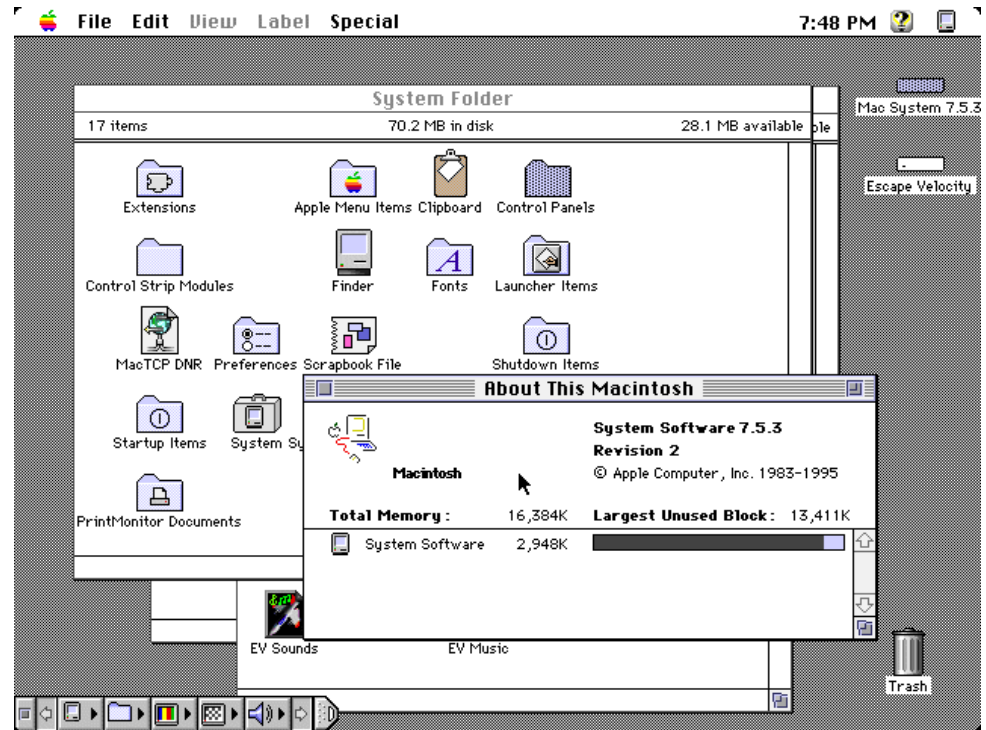 File Edit View Label Special 7:48 PM
System Folder
17 items 70.2 MB in disk 28.1 MB available ble
Mac System 7.5.3
Escape Velocity
Extensions Apple Menu Items Clipboard Control Panels
Control Strip Modules Finder Fonts Launcher Items
MacTCP DNR Preferences Scrapbook File Shutdown Items
Startup Items System Sy
PrintMonitor Documents
About This Macintosh
System Software 7.5.3
Revision 2
Macintosh © Apple Computer, Inc. 1983-1995
Total Memory : 16,384K Largest Unused Block : 13,411K
System Software 2,948K
EV Sounds EV Music
Trash